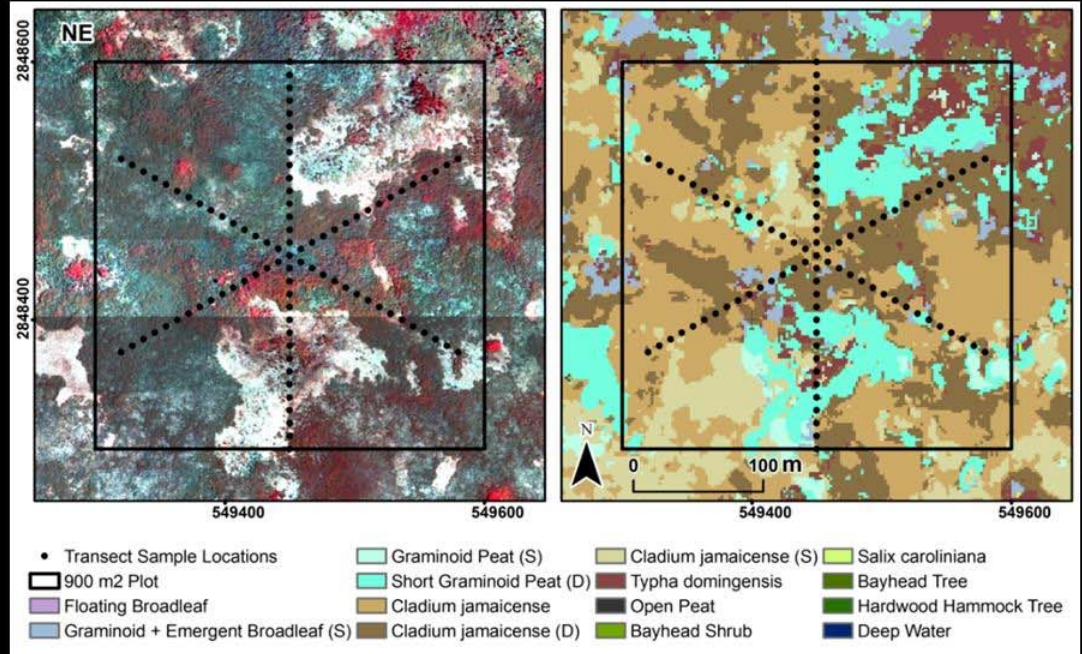 NE
2848600
2848400
549400
549600
N
0
100 m
549400
549600
Transect Sample Locations
900 m2 Plot
Floating Broadleaf
Graminoid + Emergent Broadleaf (S)
Graminoid Peat (S)
Short Graminoid Peat (D)
Cladium jamaicense
Cladium jamaicense (D)
Cladium jamaicense (S)
Typha domingensis
Open Peat
Bayhead Shrub
Salix caroliniana
Bayhead Tree
Hardwood Hammock Tree
Deep Water